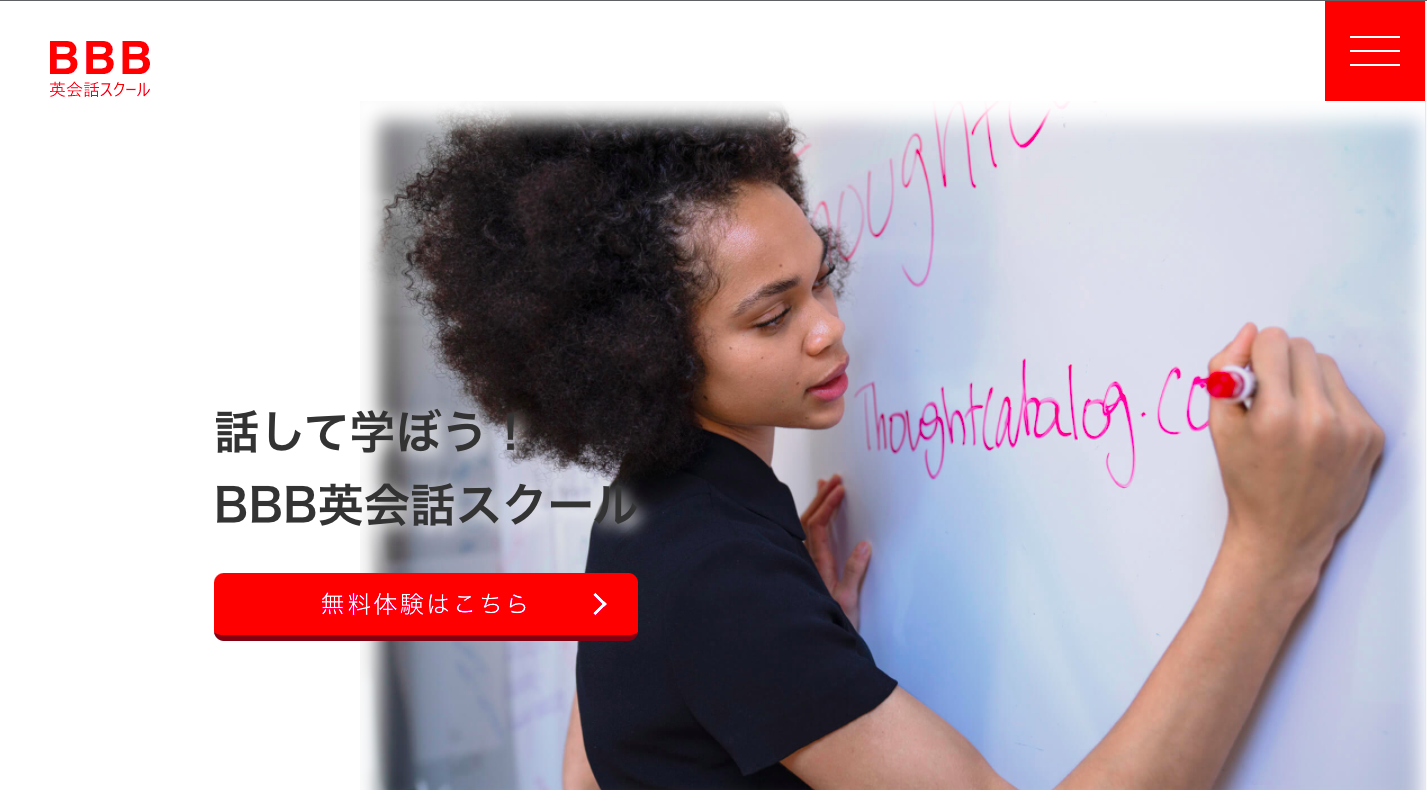 BBB
英会話スクール
Thoughtc
Thoughtcatalog.co
話して学ぼう！
BBB英会話スクール
無料体験はこちら